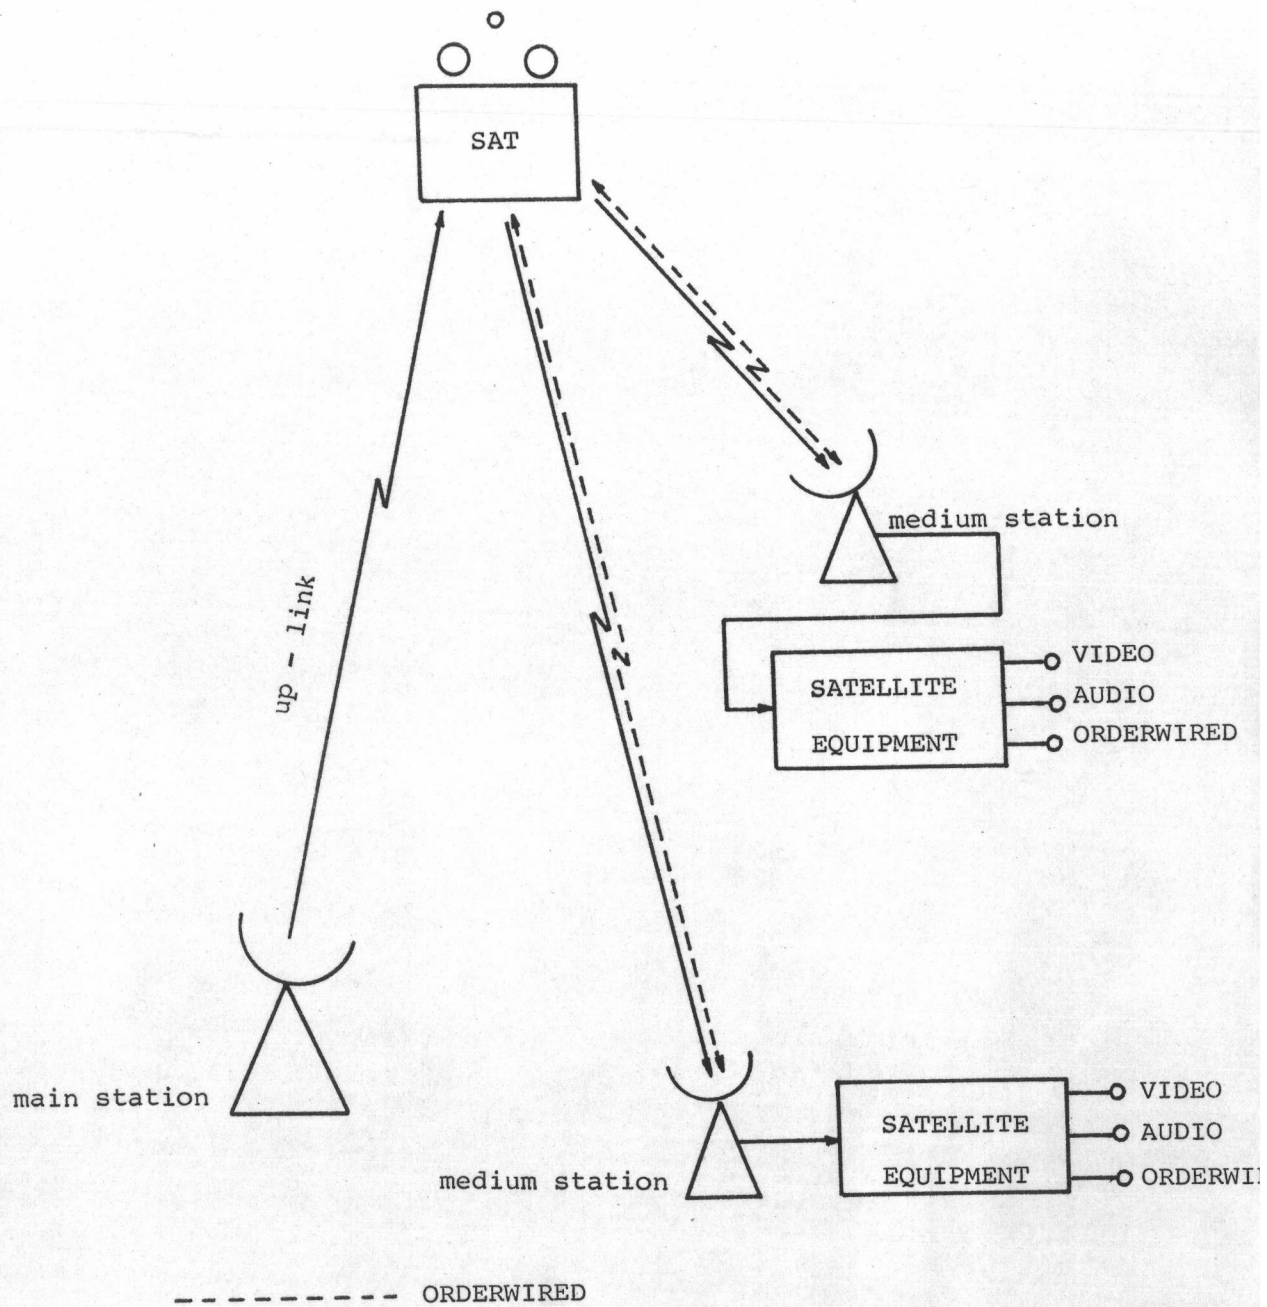 SAT
up - link
medium station
SATELLITE
EQUIPMENT
VIDEO
AUDIO
ORDERWIRED
main station
medium station
SATELLITE
EQUIPMENT
VIDEO
AUDIO
ORDERWI
ORDERWIRED